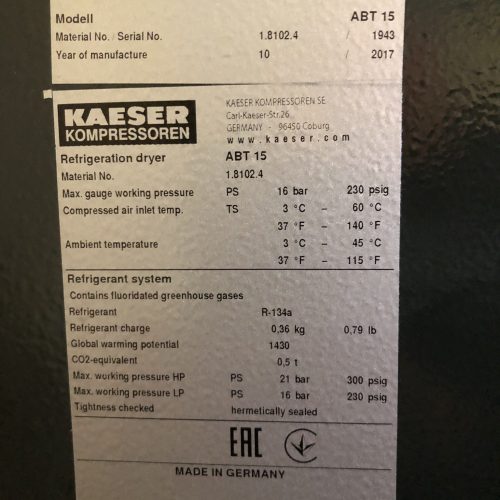 Modell ABT 15
Material No. / Serial No. 1.8102.4 / 1943
Year of manufacture 10 / 2017
KAESER
KOMPRESSOREN
KAESER KOMPRESSOREN SE
Carl-Kaeser-Str.26
GERMANY - 96450 Coburg
www.kaeser.com
Refrigeration dryer ABT 15
Material No. 1.8102.4
Max. gauge working pressure PS 16 bar 230 psig
Compressed air inlet temp. TS 3 °C – 60 °C
37 °F – 140 °F
Ambient temperature 3 °C – 45 °C
37 °F – 115 °F
Refrigerant system
Contains fluoridated greenhouse gases
Refrigerant R-134a
Refrigerant charge 0,36 kg 0,79 lb
Global warming potential 1430
CO2-equivalent 0,5 t
Max. working pressure HP PS 21 bar 300 psig
Max. working pressure LP PS 16 bar 230 psig
Tightness checked hermetically sealed
EAC
MADE IN GERMANY